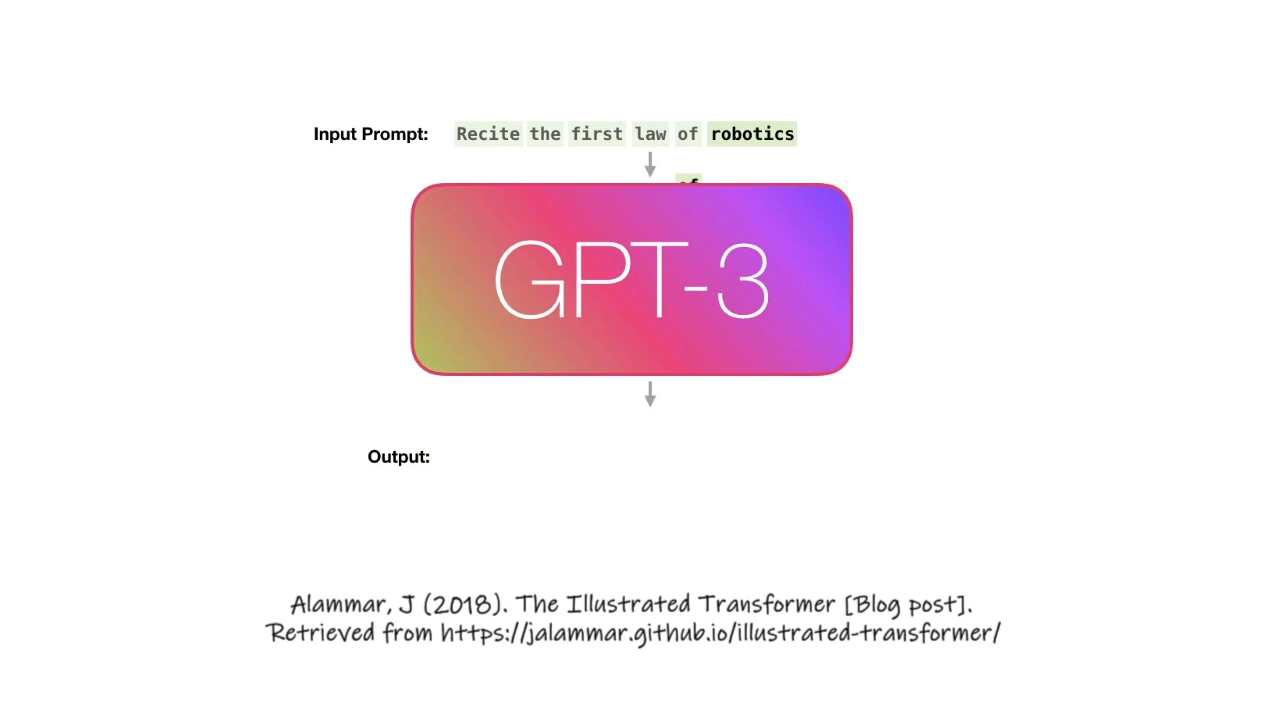 Input Prompt: Recite the first law of robotics
of
GPT-3
Output:
Alammar, J (2018). The Illustrated Transformer [Blog post].
Retrieved from https://jalammar.github.io/illustrated-transformer/